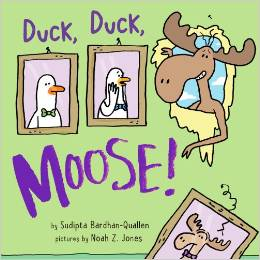 Duck, Duck,
MOOSE!
by Sudipta Bardhan-Quallen
pictures by Noah Z. Jones